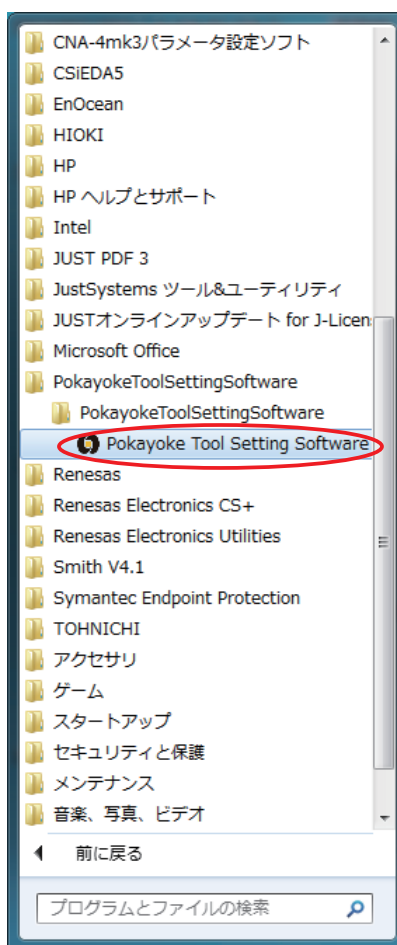 CNA-4mk3パラメータ設定ソフト
CSiEDA5
EnOcean
HIOKI
HP
HP ヘルプとサポート
Intel
JUST PDF 3
JustSystems ツール&ユーティリティ
JUSTオンラインアップデート for J-Licen
Microsoft Office
PokayokeToolSettingSoftware
PokayokeToolSettingSoftware
Pokayoke Tool Setting Software
Renesas
Renesas Electronics CS+
Renesas Electronics Utilities
Smith V4.1
Symantec Endpoint Protection
TOHNICHI
アクセサリ
ゲーム
スタートアップ
セキュリティと保護
メンテナンス
音楽、写真、ビデオ
前に戻る
プログラムとファイルの検索